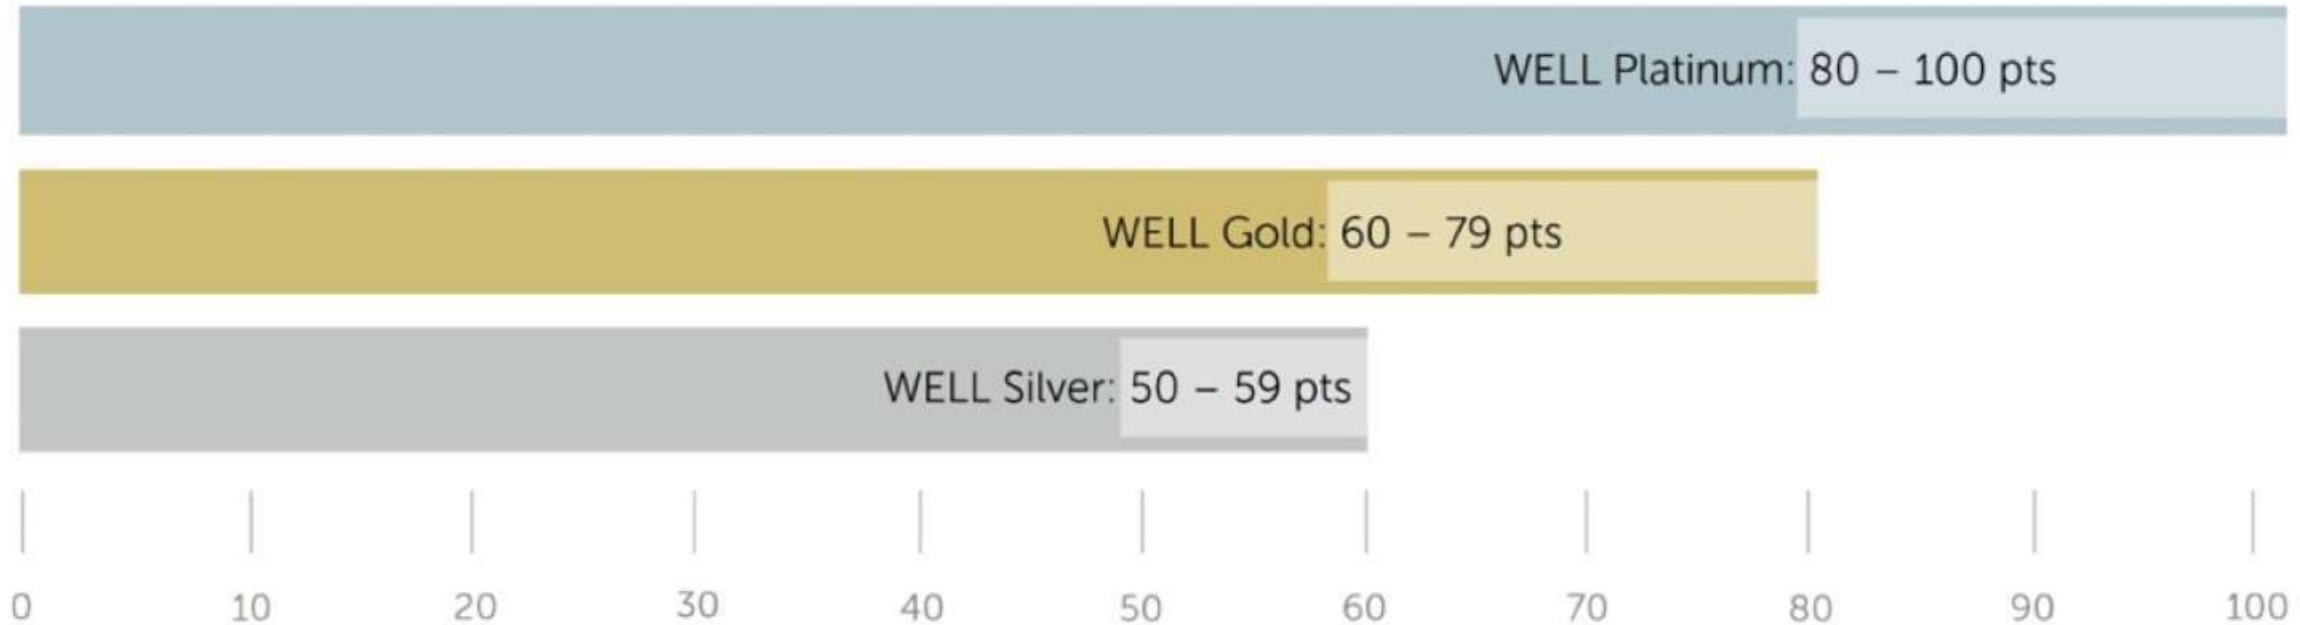 WELL Platinum: 80 – 100 pts
WELL Gold: 60 – 79 pts
WELL Silver: 50 – 59 pts
0 10 20 30 40 50 60 70 80 90 100